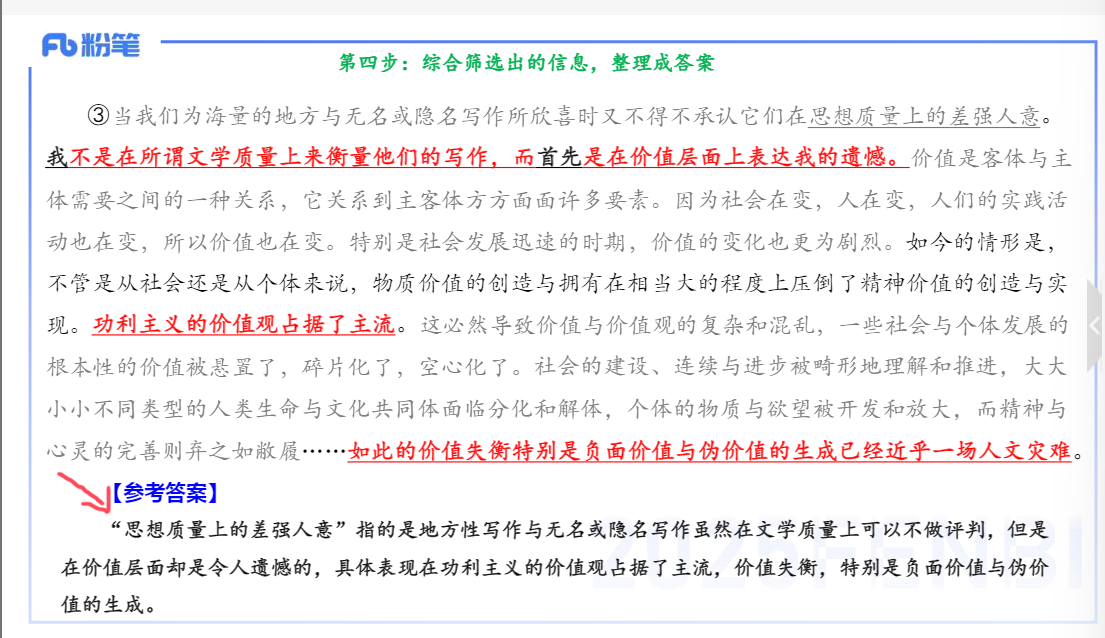 粉笔
第四步：综合筛选出的信息，整理成答案
③当我们为海量的地方与无名或隐名写作所欣喜时又不得不承认它们在思想质量上的差强人意。
我不是在所谓文学质量上来衡量他们的写作，而首先是在价值层面上表达我的遗憾。价值是客体与主
体需要之间的一种关系，它关系到主客体方方面面许多要素。因为社会在变，人在变，人们的实践活
动也在变，所以价值也在变。特别是社会发展迅速的时期，价值的变化也更为剧烈。如今的情形是，
不管是从社会还是从个体来说，物质价值的创造与拥有在相当大的程度上压倒了精神价值的创造与实
现。功利主义的价值观占据了主流。这必然导致价值与价值观的复杂和混乱，一些社会与个体发展的
根本性的价值被悬置了，碎片化了，空心化了。社会的建设、连续与进步被畸形地理解和推进，大大
小小不同类型的人类生命与文化共同体面临分化和解体，个体的物质与欲望被开发和放大，而精神与
心灵的完善则弃之如敝履……如此的价值失衡特别是负面价值与伪价值的生成已经近乎一场人文灾难。
【参考答案】
“思想质量上的差强人意”指的是地方性写作与无名或隐名写作虽然在文学质量上可以不做评判，但是
在价值层面却是令人遗憾的，具体表现在功利主义的价值观占据了主流，价值失衡，特别是负面价值与伪价
值的生成。